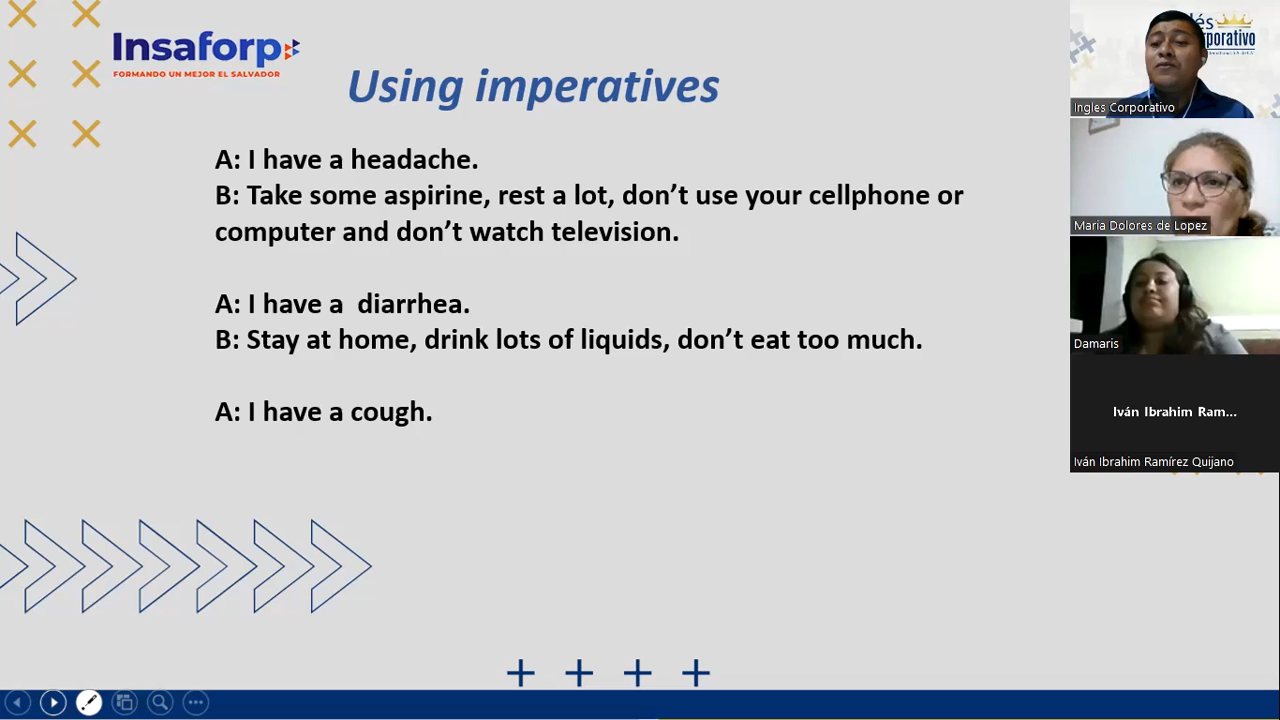 Insaforp
FORMANDO UN MEJOR EL SALVADOR
Using imperatives
A: I have a headache.
B: Take some aspirine, rest a lot, don’t use your cellphone or
computer and don’t watch television.
A: I have a  diarrhea.
B: Stay at home, drink lots of liquids, don’t eat too much.
A: I have a cough.
Ingles Corporativo
Maria Dolores de Lopez
Damaris
Iván Ibrahim Ram...
Iván Ibrahim Ramírez Quijano